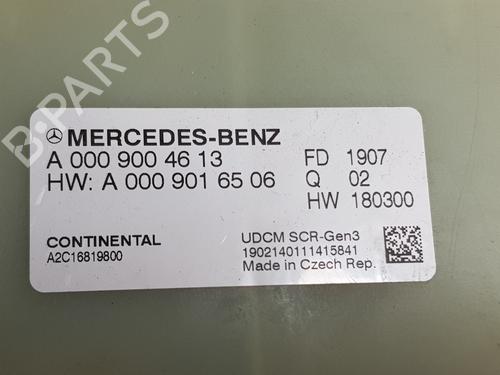 B-PARTS
MERCEDES-BENZ
A 000 900 46 13
HW: A 000 901 65 06
FD 1907
Q 02
HW 180300
CONTINENTAL
A2C16819800
UDCM SCR-Gen3
1902140111415841
Made in Czech Rep.